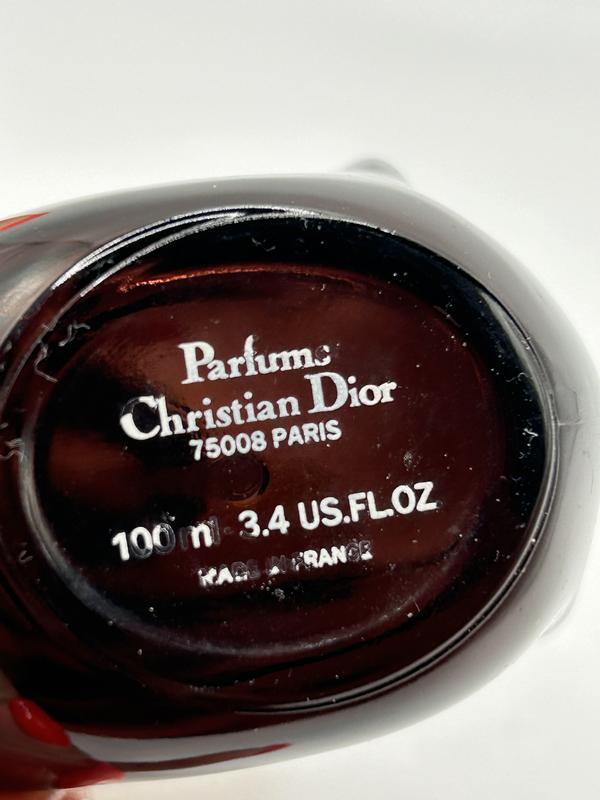 Parfums
Christian Dior
75008 PARIS
100 ml - 3.4 US.FL.OZ
MADE IN FRANCE